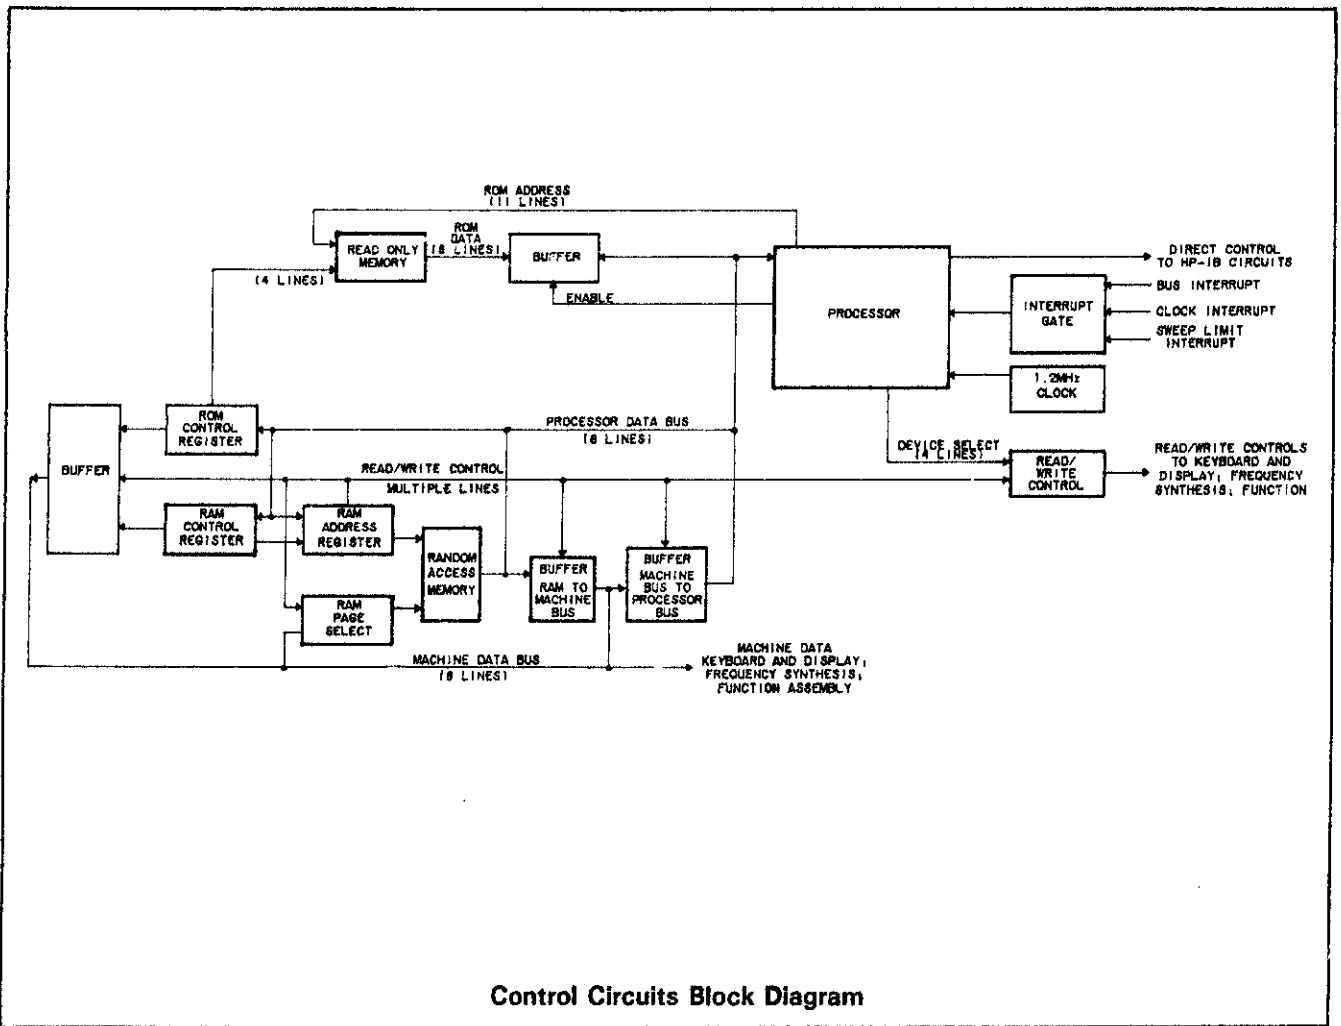 ROM ADDRESS
(11 LINES)
READ ONLY
MEMORY
ROM
DATA
(8 LINES)
BUFFER
(4 LINES)
ENABLE
PROCESSOR
DIRECT CONTROL
TO HP-IB CIRCUITS
BUS INTERRUPT
INTERRUPT
GATE
CLOCK INTERRUPT
SWEEP LIMIT
INTERRUPT
1.2MHz
CLOCK
BUFFER
ROM
CONTROL
REGISTER
PROCESSOR DATA BUS
(8 LINES)
DEVICE SELECT
(4 LINES)
READ/
WRITE
CONTROL
READ/WRITE CONTROLS
TO KEYBOARD AND
DISPLAY, FREQUENCY
SYNTHESIS, FUNCTION
READ/WRITE CONTROL
MULTIPLE LINES
RAM
CONTROL
REGISTER
RAM
ADDRESS
REGISTER
RANDOM
ACCESS
MEMORY
BUFFER
RAM TO
MACHINE
BUS
BUFFER
MACHINE
BUS TO
PROCESSOR
BUS
RAM
PAGE
SELECT
MACHINE DATA BUS
(8 LINES)
MACHINE DATA
KEYBOARD AND DISPLAY,
FREQUENCY SYNTHESIS,
FUNCTION ASSEMBLY
Control Circuits Block Diagram